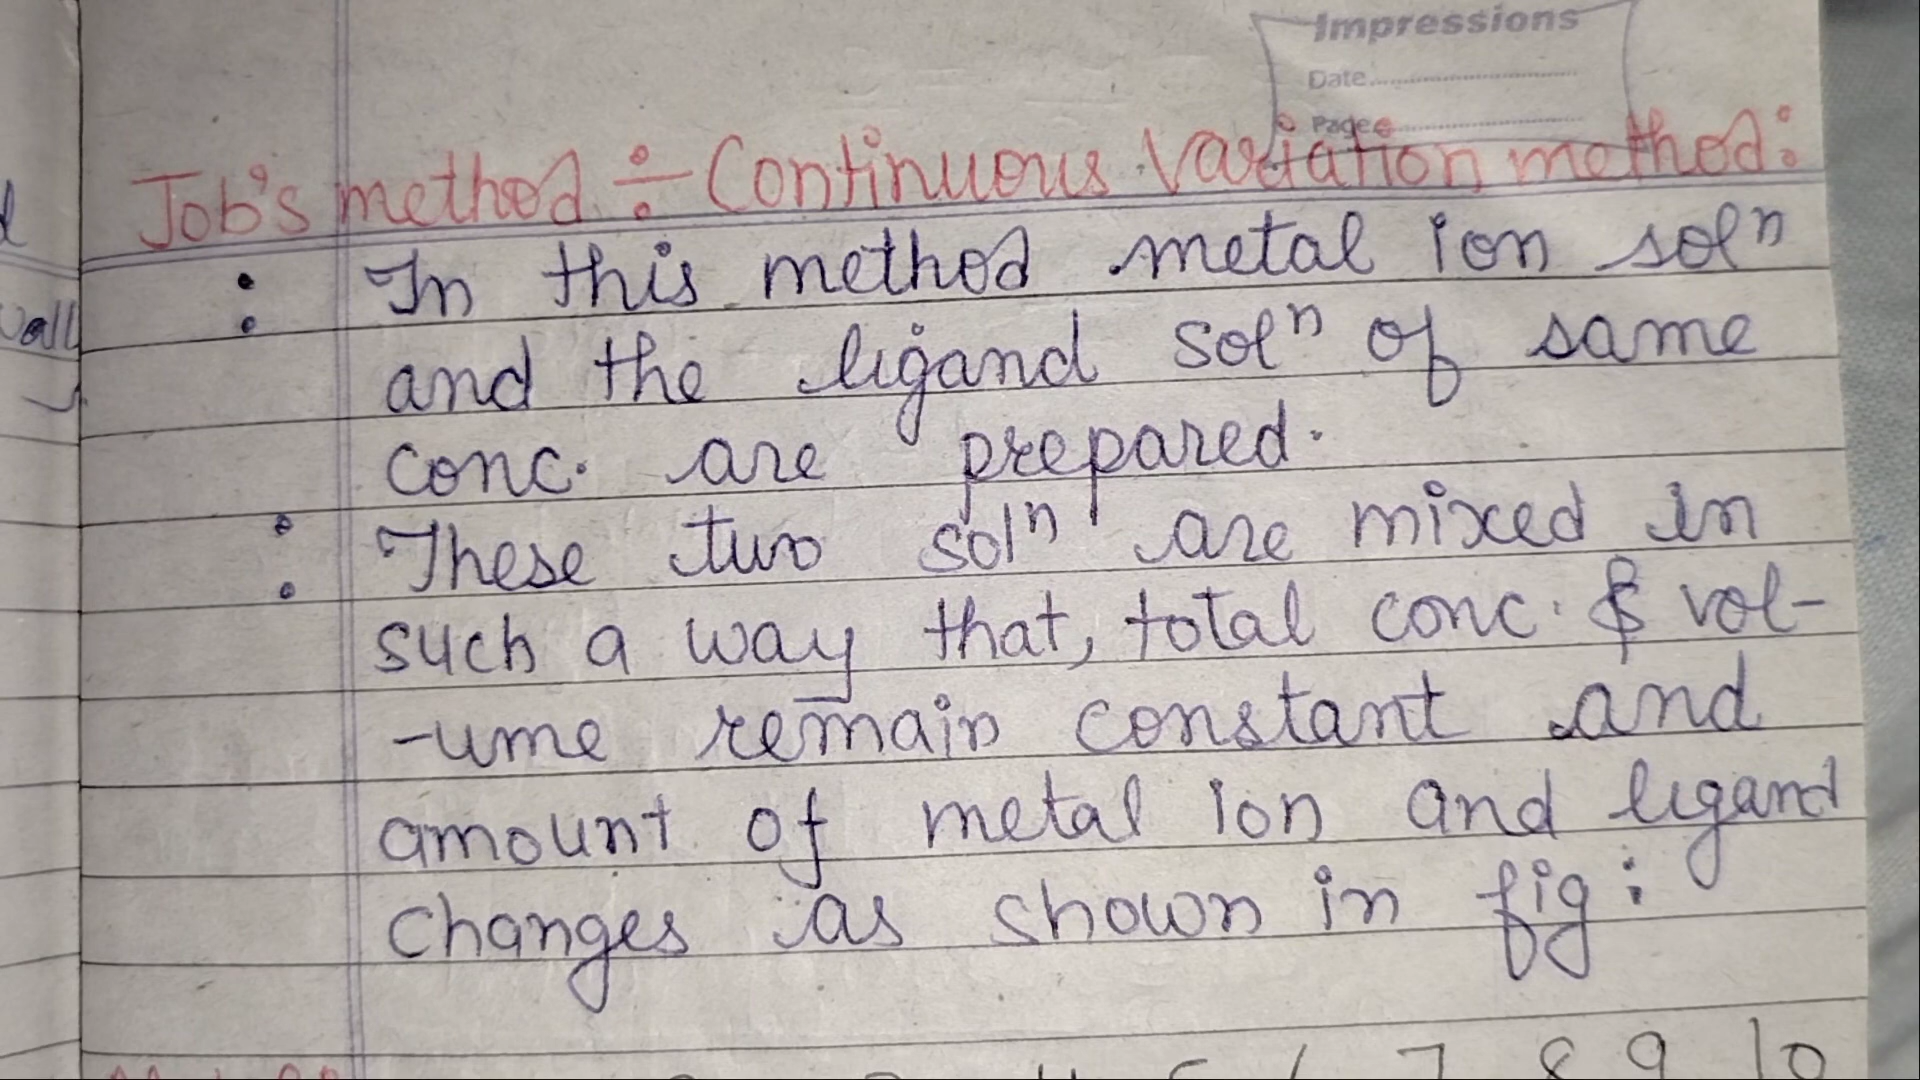 Impressions
Date
Page
Job's method ÷ Continuous Variation method:
: In this method metal ion solⁿ
and the ligand solⁿ of same
conc. are prepared.
: These two solⁿ are mixed in
such a way that, total conc. & vol-
-ume remain constant and
amount of metal ion and ligand
changes as shown in fig:
7 8 9 10